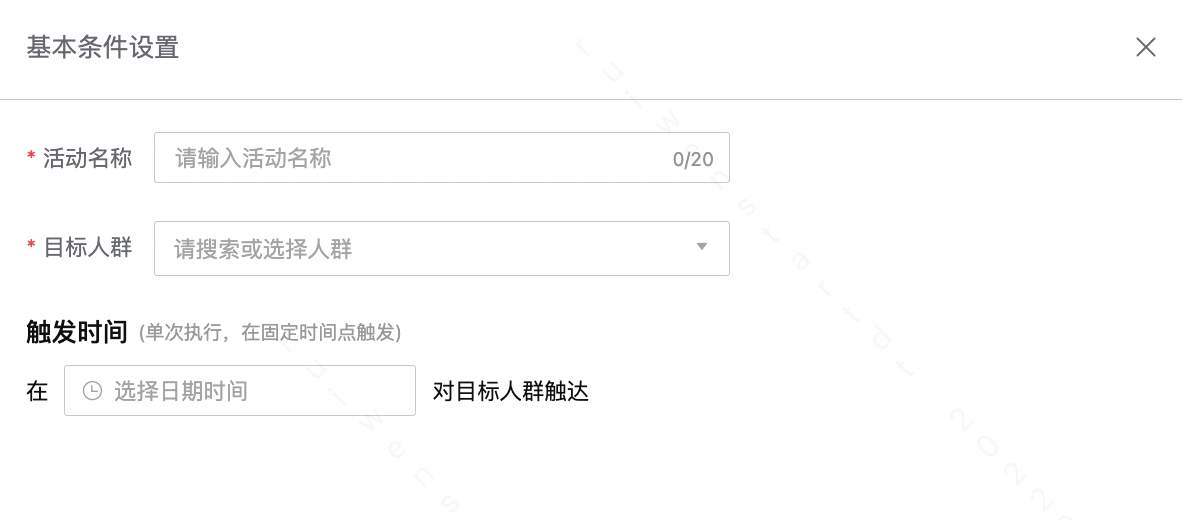 基本条件设置
* 活动名称 请输入活动名称 0/20
* 目标人群 请搜索或选择人群
触发时间 (单次执行，在固定时间点触发)
在 选择日期时间 对目标人群触达